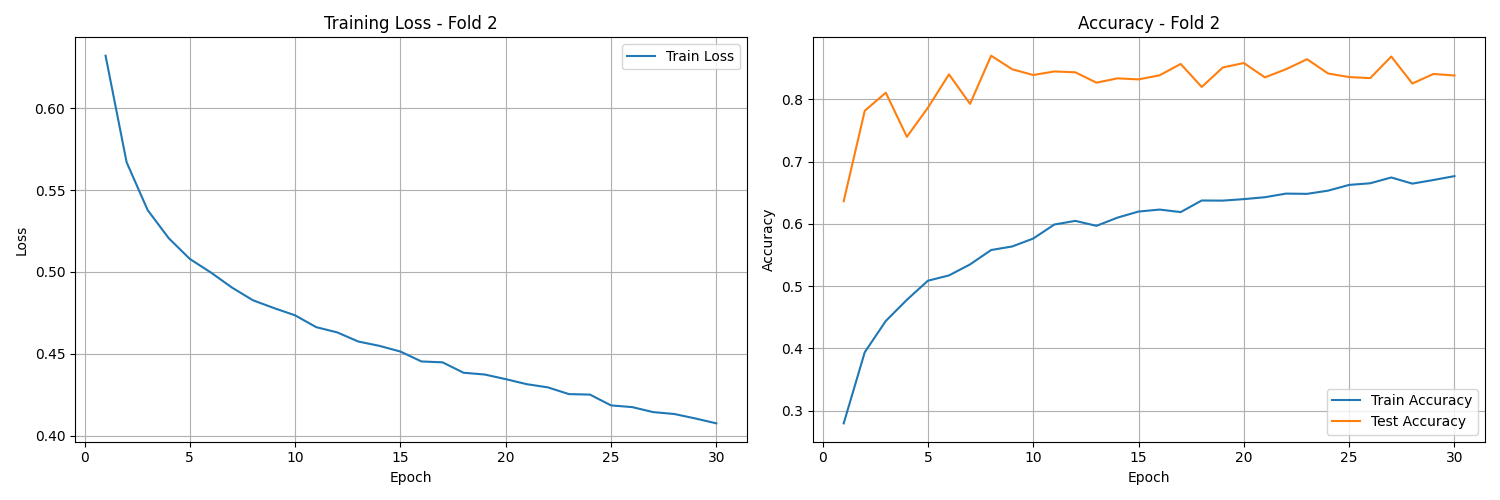 Training Loss - Fold 2
Train Loss
0.60
0.55
0.50
0.45
0.40
Loss
0 5 10 15 20 25 30
Epoch
Accuracy - Fold 2
0.8
0.7
0.6
0.5
0.4
0.3
Accuracy
Train Accuracy
Test Accuracy
0 5 10 15 20 25 30
Epoch